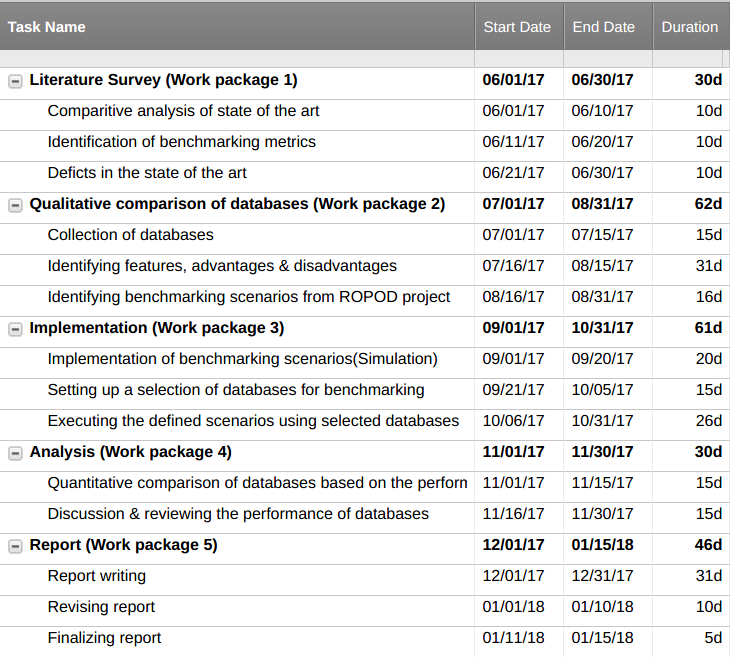 Task Name Start Date End Date Duration
Literature Survey (Work package 1) 06/01/17 06/30/17 30d
Comparitive analysis of state of the art 06/01/17 06/10/17 10d
Identification of benchmarking metrics 06/11/17 06/20/17 10d
Deficts in the state of the art 06/21/17 06/30/17 10d
Qualitative comparison of databases (Work package 2) 07/01/17 08/31/17 62d
Collection of databases 07/01/17 07/15/17 15d
Identifying features, advantages & disadvantages 07/16/17 08/15/17 31d
Identifying benchmarking scenarios from ROPOD project 08/16/17 08/31/17 16d
Implementation (Work package 3) 09/01/17 10/31/17 61d
Implementation of benchmarking scenarios(Simulation) 09/01/17 09/20/17 20d
Setting up a selection of databases for benchmarking 09/21/17 10/05/17 15d
Executing the defined scenarios using selected databases 10/06/17 10/31/17 26d
Analysis (Work package 4) 11/01/17 11/30/17 30d
Quantitative comparison of databases based on the perforn 11/01/17 11/15/17 15d
Discussion & reviewing the performance of databases 11/16/17 11/30/17 15d
Report (Work package 5) 12/01/17 01/15/18 46d
Report writing 12/01/17 12/31/17 31d
Revising report 01/01/18 01/10/18 10d
Finalizing report 01/11/18 01/15/18 5d